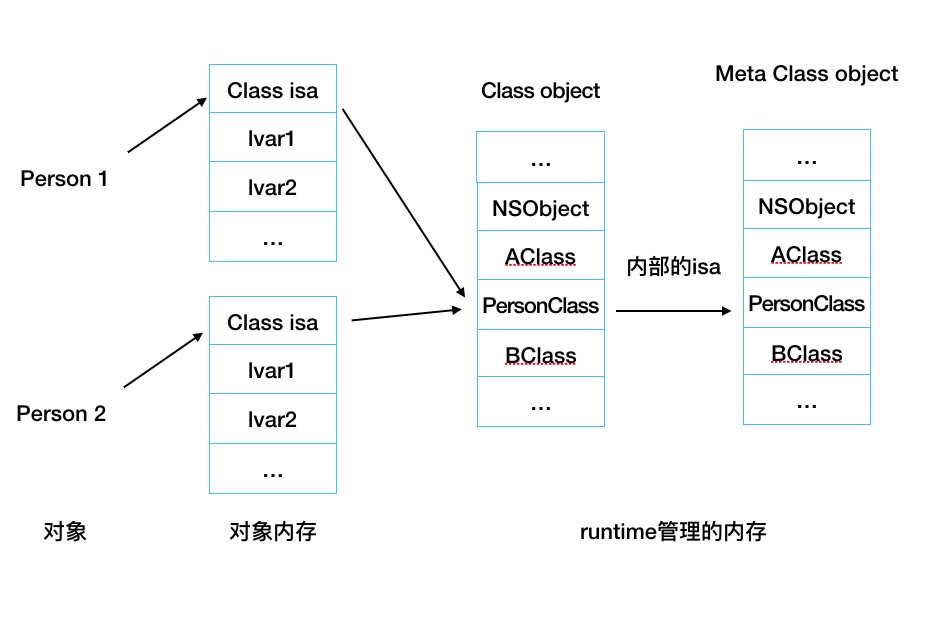 Person 1
Class isa
Ivar1
Ivar2
...
Person 2
Class isa
Ivar1
Ivar2
...
Class object
...
NSObject
AClass
PersonClass
BClass
...
内部的isa
Meta Class object
...
NSObject
AClass
PersonClass
BClass
...
对象
对象内存
runtime管理的内存